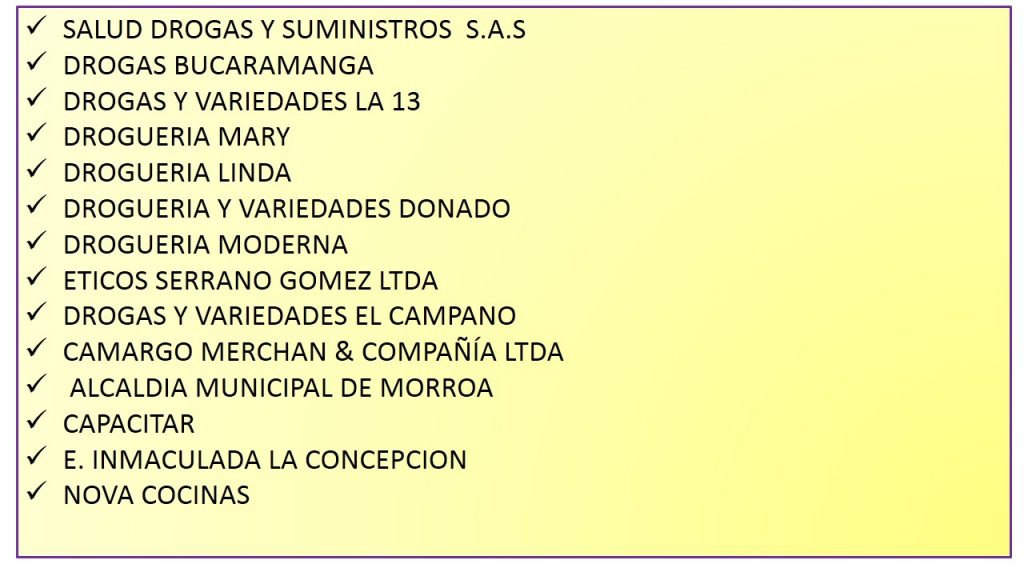 ✓ SALUD DROGAS Y SUMINISTROS S.A.S
✓ DROGAS BUCARAMANGA
✓ DROGAS Y VARIEDADES LA 13
✓ DROGUERIA MARY
✓ DROGUERIA LINDA
✓ DROGUERIA Y VARIEDADES DONADO
✓ DROGUERIA MODERNA
✓ ETICOS SERRANO GOMEZ LTDA
✓ DROGAS Y VARIEDADES EL CAMPANO
✓ CAMARGO MERCHAN & COMPAÑÍA LTDA
✓ ALCALDIA MUNICIPAL DE MORROA
✓ CAPACITAR
✓ E. INMACULADA LA CONCEPCION
✓ NOVA COCINAS